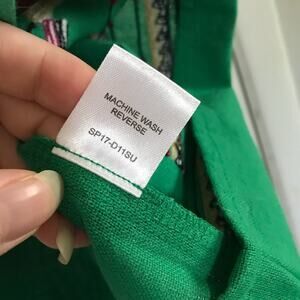 MACHINE WASH
REVERSE
SP17-D11SU